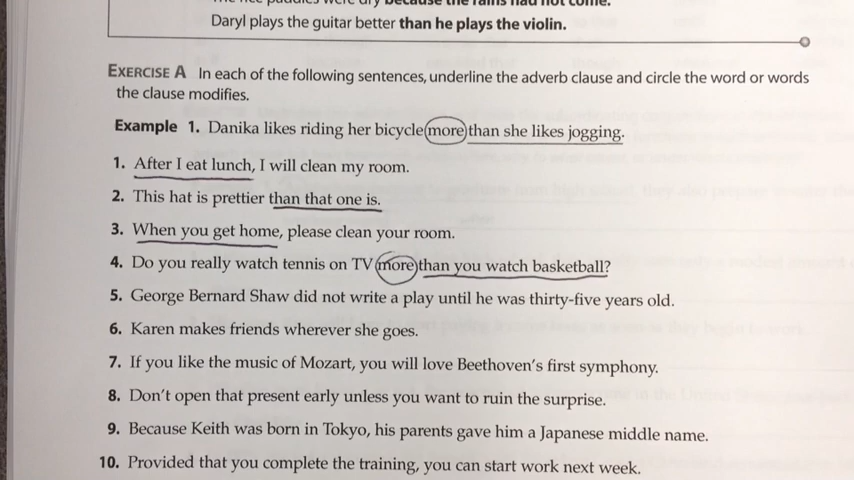 because the rains had not come.
Daryl plays the guitar better than he plays the violin.
EXERCISE A In each of the following sentences, underline the adverb clause and circle the word or words
the clause modifies.
Example 1. Danika likes riding her bicycle more than she likes jogging.
1. After I eat lunch, I will clean my room.
2. This hat is prettier than that one is.
3. When you get home, please clean your room.
4. Do you really watch tennis on TV more than you watch basketball?
5. George Bernard Shaw did not write a play until he was thirty-five years old.
6. Karen makes friends wherever she goes.
7. If you like the music of Mozart, you will love Beethoven's first symphony.
8. Don't open that present early unless you want to ruin the surprise.
9. Because Keith was born in Tokyo, his parents gave him a Japanese middle name.
10. Provided that you complete the training, you can start work next week.